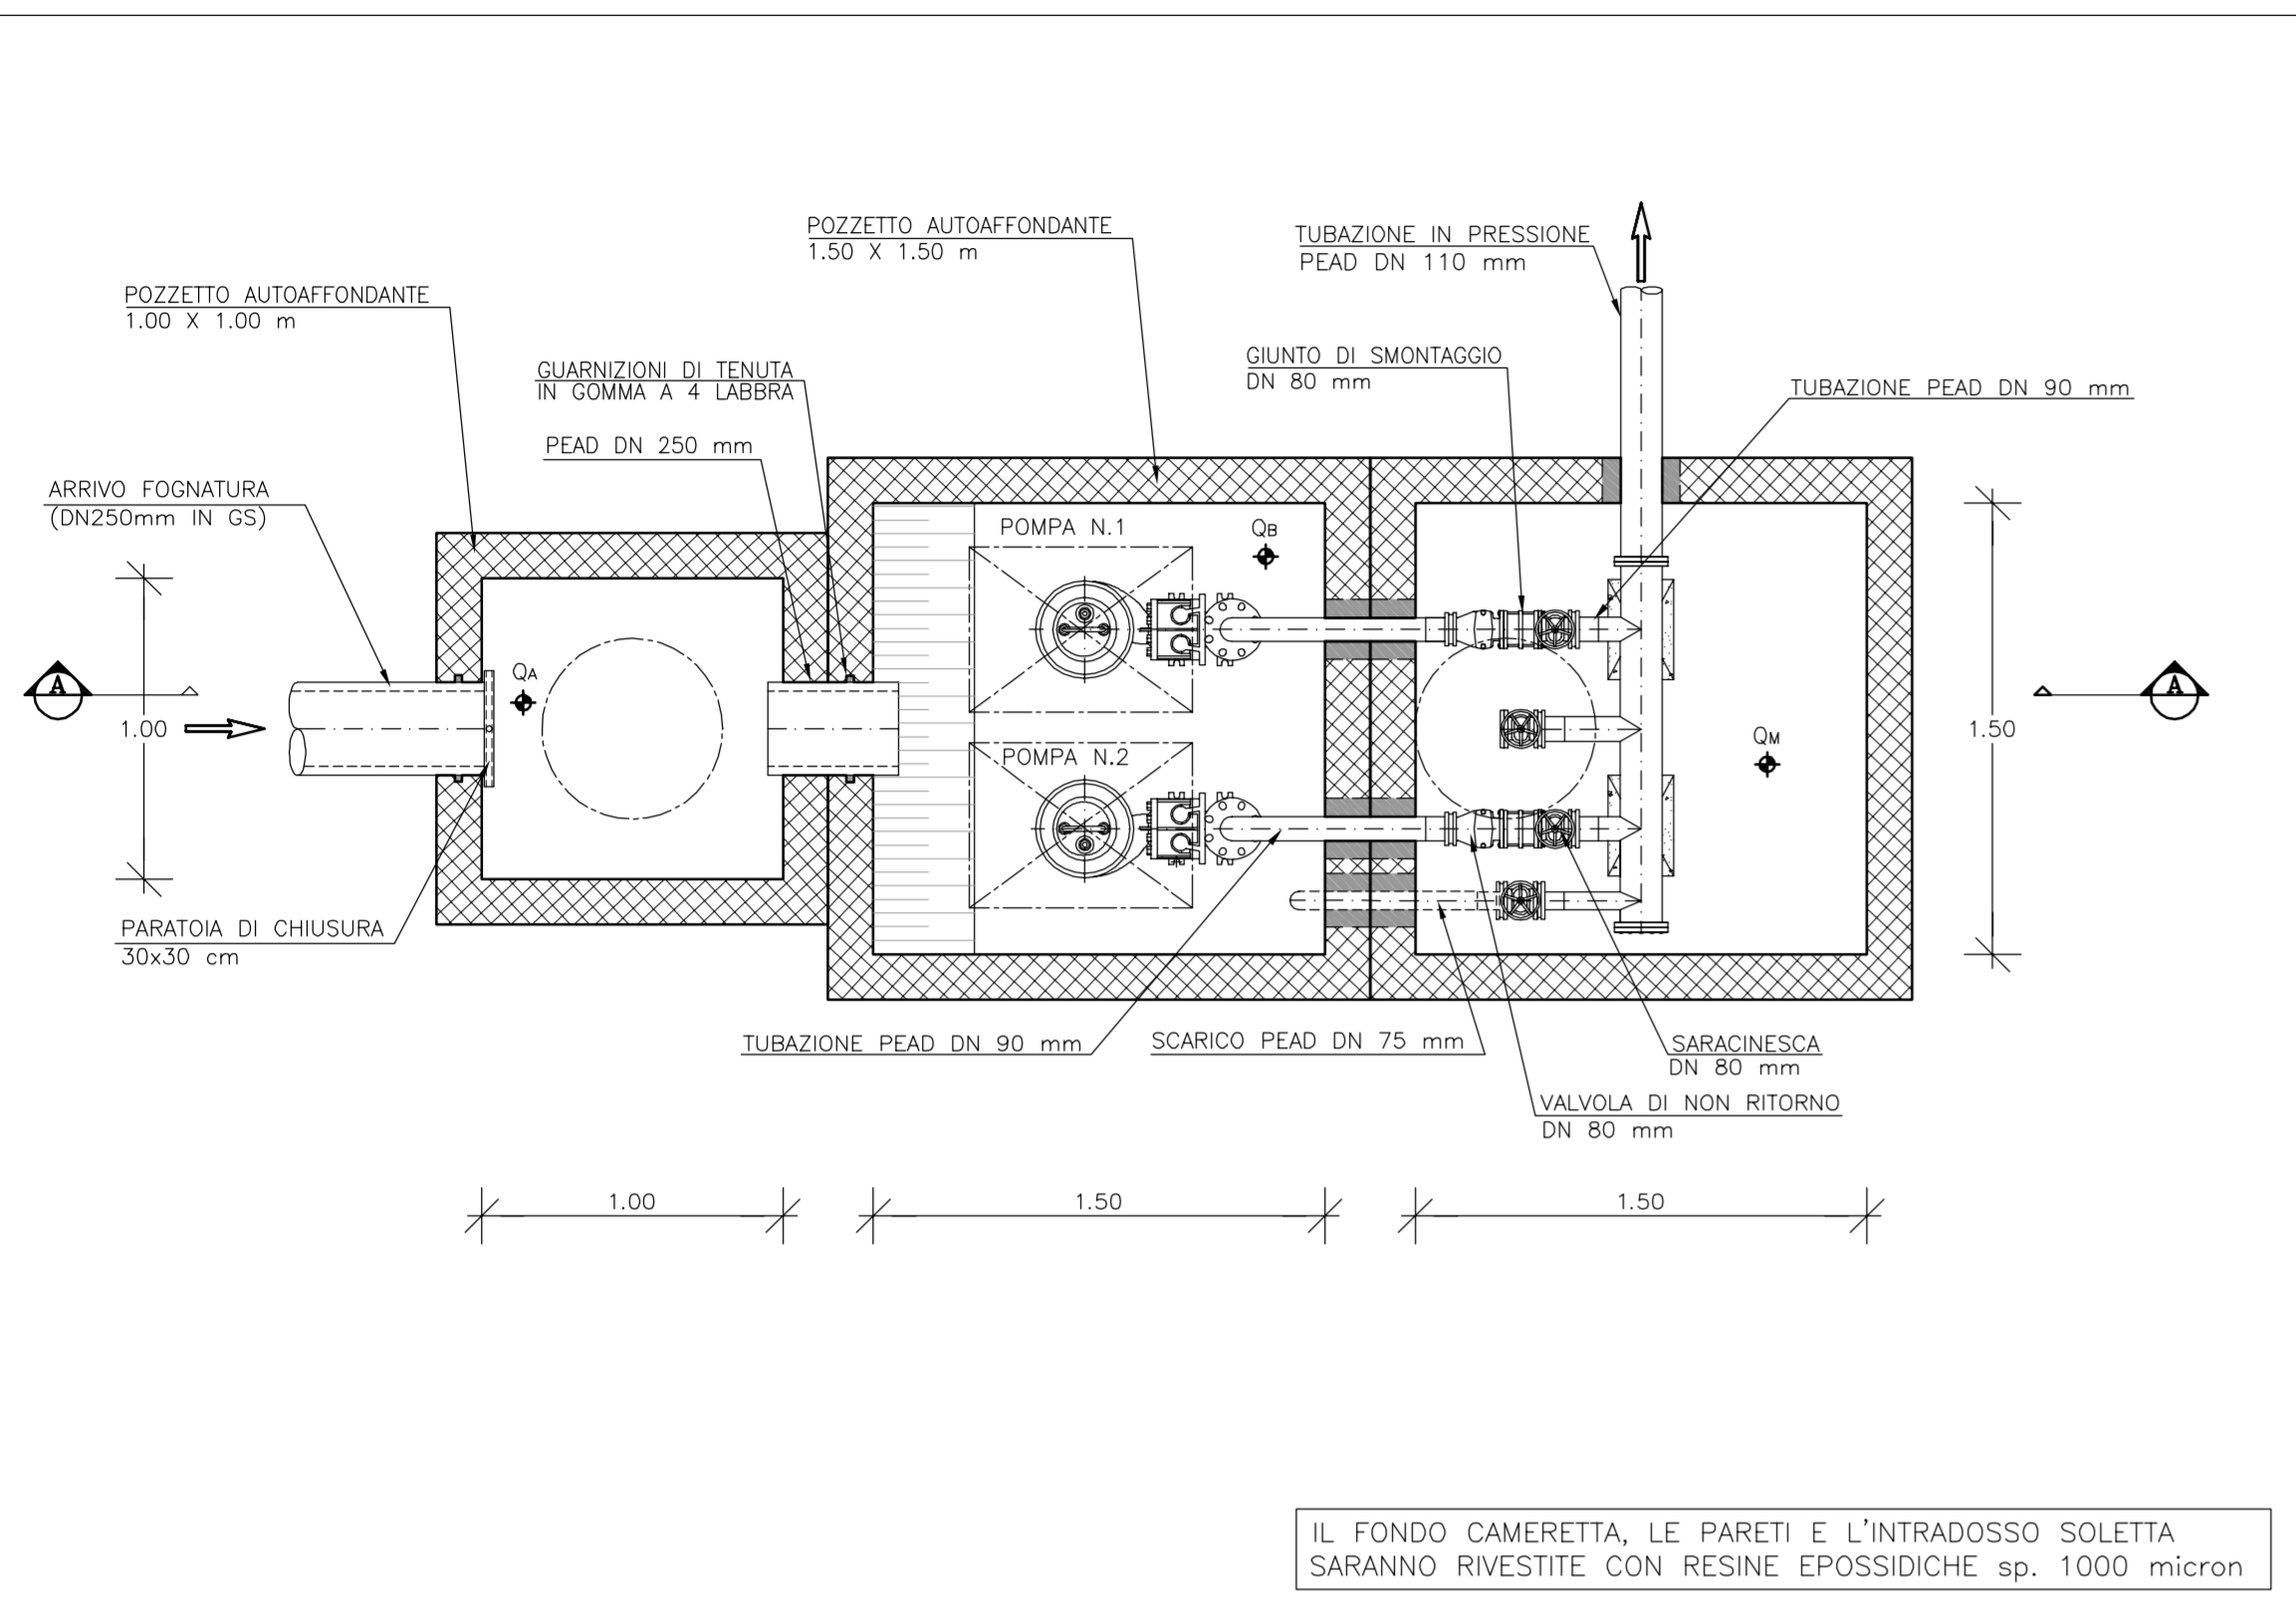 POZZETTO AUTOAFFONDANTE
1.50 X 1.50 m
TUBAZIONE IN PRESSIONE
PEAD DN 110 mm
POZZETTO AUTOAFFONDANTE
1.00 X 1.00 m
GIUNTO DI SMONTAGGIO
DN 80 mm
GUARNIZIONI DI TENUTA
IN GOMMA A 4 LABBRA
TUBAZIONE PEAD DN 90 mm
PEAD DN 250 mm
ARRIVO FOGNATURA
(DN250mm IN GS)
POMPA N.1
QB
QA
A
A
1.00
1.50
QM
POMPA N.2
PARATOIA DI CHIUSURA
30x30 cm
TUBAZIONE PEAD DN 90 mm
SCARICO PEAD DN 75 mm
SARACINESCA
DN 80 mm
VALVOLA DI NON RITORNO
DN 80 mm
1.00
1.50
1.50
IL FONDO CAMERETTA, LE PARETI E L'INTRADOSSO SOLETTA
SARANNO RIVESTITE CON RESINE EPOSSIDICHE sp. 1000 micron